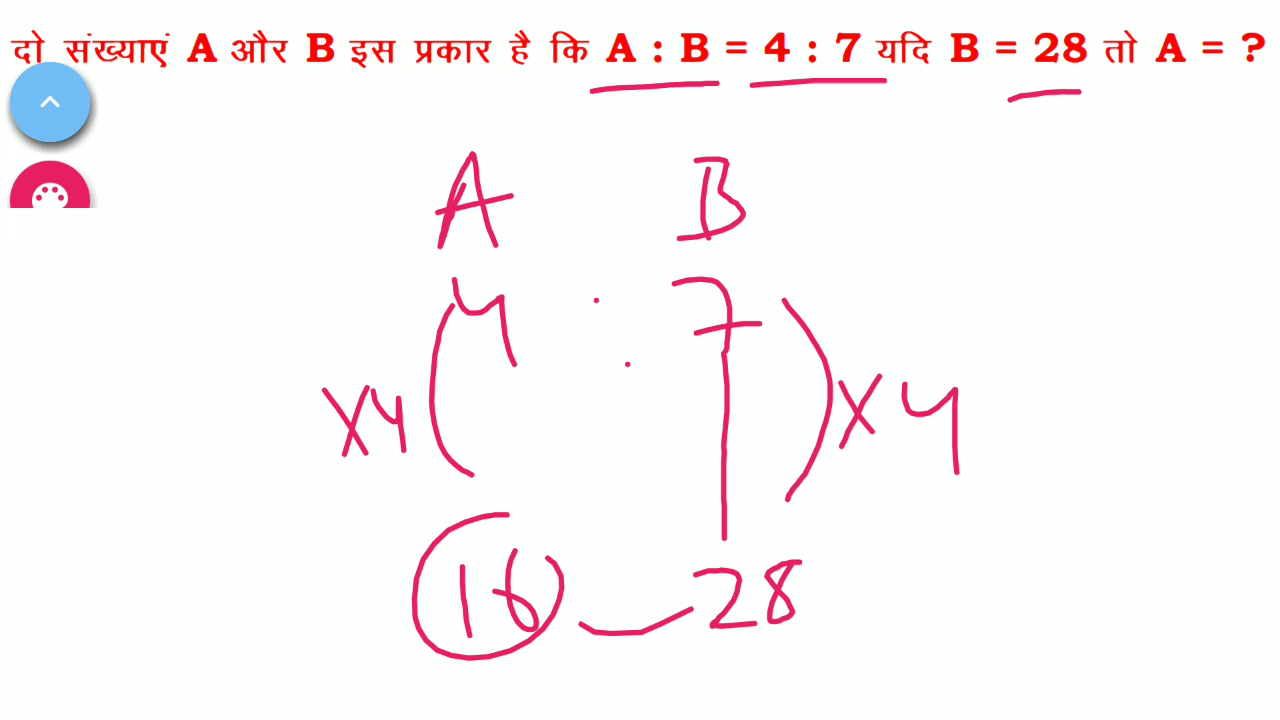 दो संख्याएं A और B इस प्रकार है कि A : B = 4 : 7 यदि B = 28 तो A = ?
A B
4 : 7
X4 X4
16 28